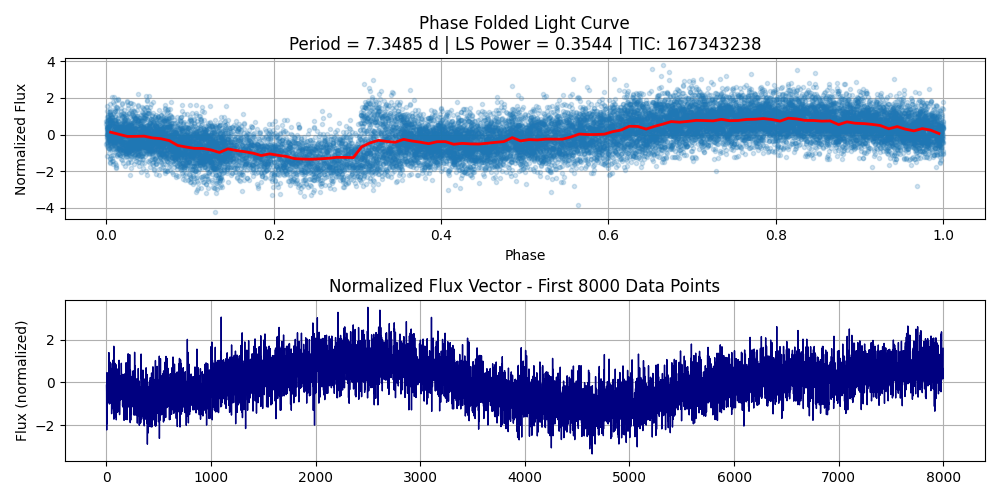 Phase Folded Light Curve
Period = 7.3485 d | LS Power = 0.3544 | TIC: 167343238
Normalized Flux
4
2
0
−2
−4
0.0 0.2 0.4 0.6 0.8 1.0
Phase
Normalized Flux Vector - First 8000 Data Points
Flux (normalized)
2
0
−2
0 1000 2000 3000 4000 5000 6000 7000 8000